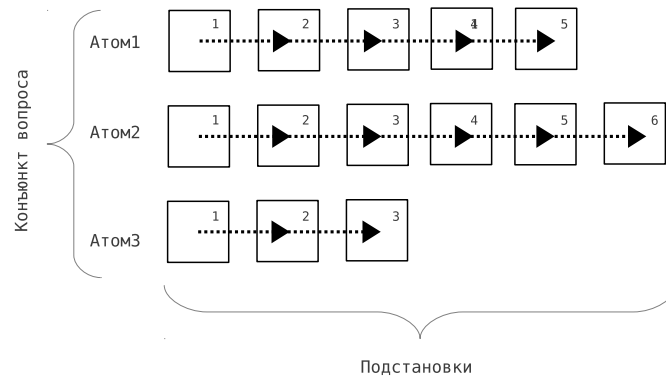 Конъюнкт вопроса
Атом1
1 2 3 4 5
Атом2
1 2 3 4 5 6
Атом3
1 2 3
Подстановки